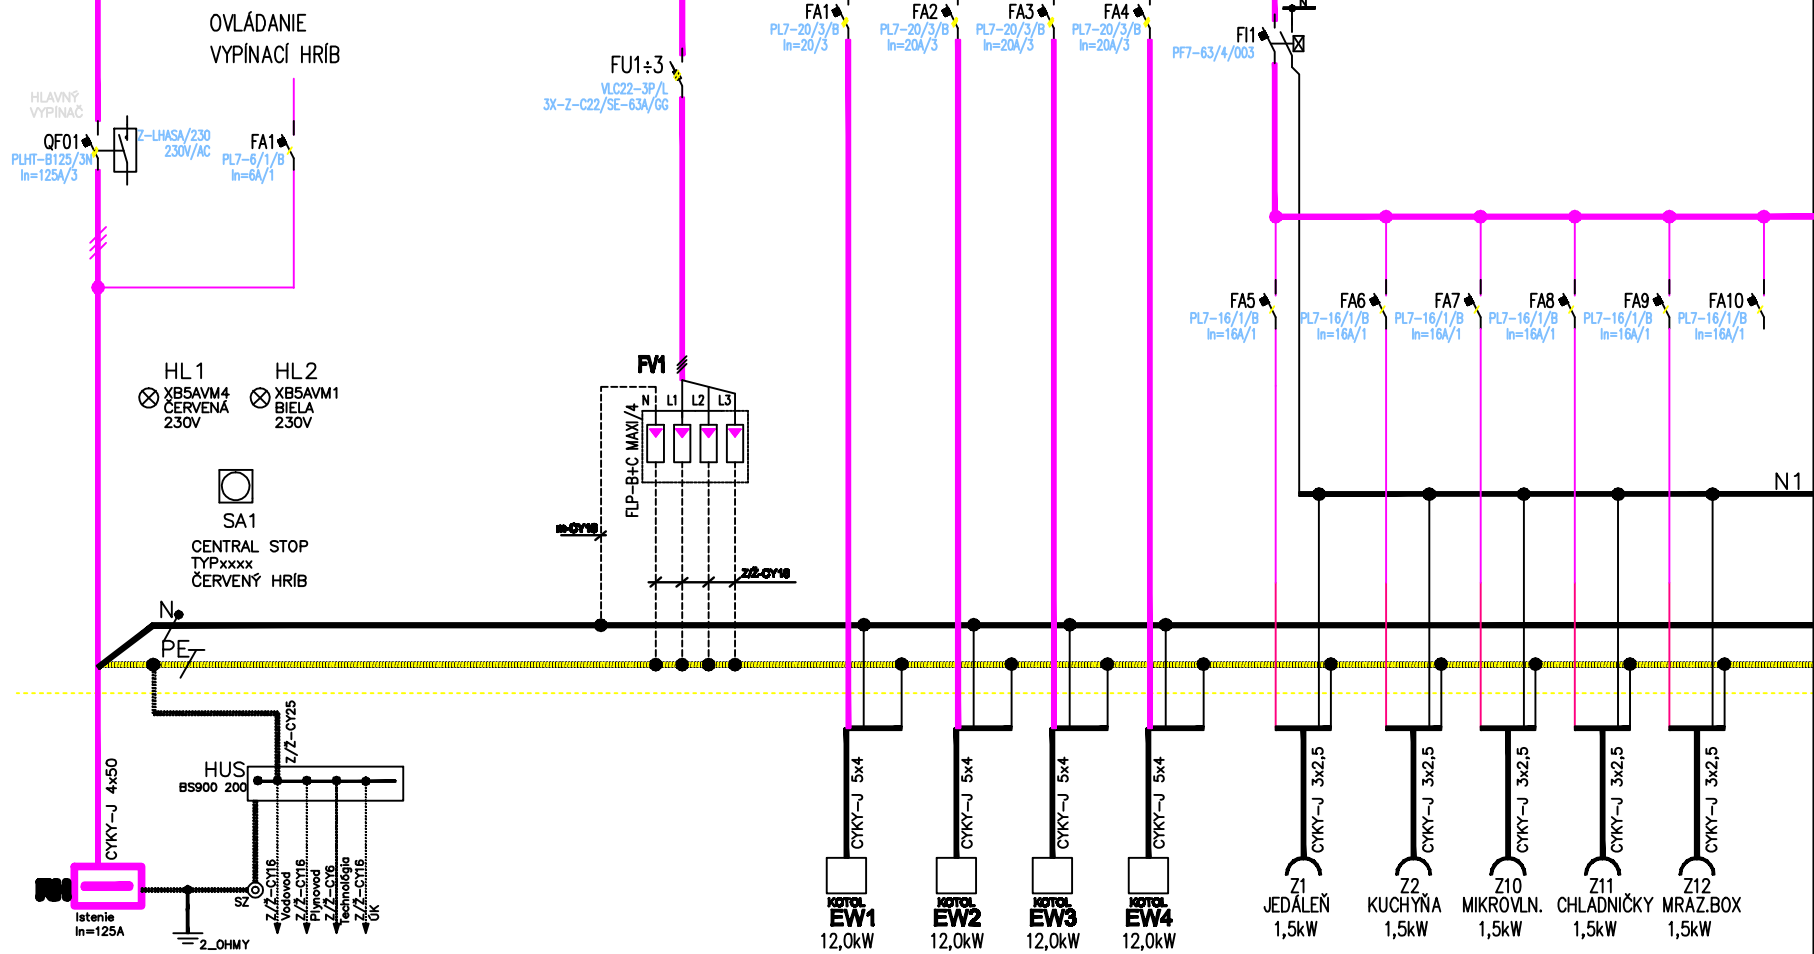 OVLÁDANIE
VYPÍNACÍ HRÍB
HLAVNÝ
VYPÍNAČ
QF01
PLHT-B125/3N
In=125A/3
Z-LHASA/230
230V/AC
FA1
PL7-6/1/B
In=6A/1
FU1÷3
VLC22-3P/L
3X-Z-C22/SE-63A/GG
FA1
PL7-20/3/B
In=20/3
FA2
PL7-20/3/B
In=20A/3
FA3
PL7-20/3/B
In=20A/3
FA4
PL7-20/3/B
In=20A/3
N
FI1
PF7-63/4/003
FA5
PL7-16/1/B
In=16A/1
FA6
PL7-16/1/B
In=16A/1
FA7
PL7-16/1/B
In=16A/1
FA8
PL7-16/1/B
In=16A/1
FA9
PL7-16/1/B
In=16A/1
FA10
PL7-16/1/B
In=16A/1
HL1
XB5AVM4
ČERVENÁ
230V
HL2
XB5AVM1
BIELA
230V
FV1
N L1 L2 L3
FLP-B+C MAXI/4
SA1
CENTRAL STOP
TYPxxxx
ČERVENÝ HRÍB
m-CY16
Z/Ž-CY16
N1
N
PE
CYKY-J 4x50
Z/Ž-CY25
HUS
BS900 200
Z/Ž-CY16
Vodovod
Z/Ž-CY16
Plynovod
Z/Ž-CY6
Technológia
Z/Ž-CY16
ÚK
SZ
2_OHMY
Istenie
In=125A
CYKY-J 5x4
KOTOL
EW1
12,0kW
CYKY-J 5x4
KOTOL
EW2
12,0kW
CYKY-J 5x4
KOTOL
EW3
12,0kW
CYKY-J 5x4
KOTOL
EW4
12,0kW
CYKY-J 3x2,5
Z1
JEDÁLEŇ
1,5kW
CYKY-J 3x2,5
Z2
KUCHYŇA
1,5kW
CYKY-J 3x2,5
Z10
MIKROVLN.
1,5kW
CYKY-J 3x2,5
Z11
CHLADNIČKY
1,5kW
CYKY-J 3x2,5
Z12
MRAZ.BOX
1,5kW